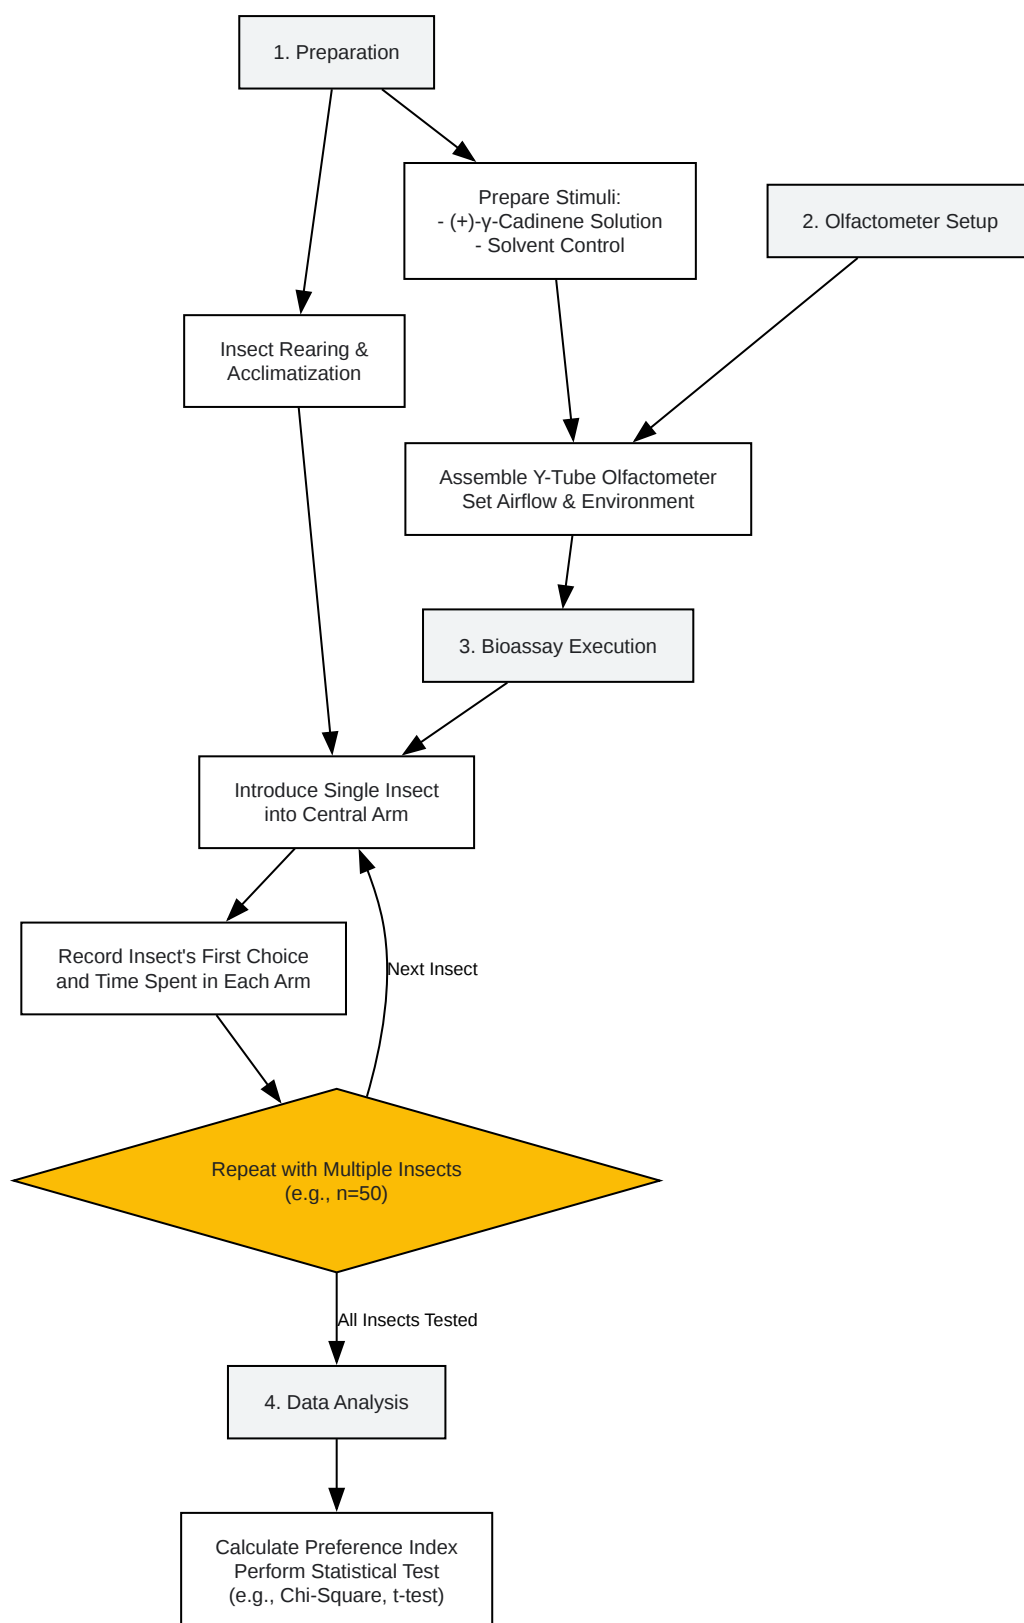 1. Preparation
Prepare Stimuli:
- (+)-γ-Cadinene Solution
- Solvent Control
2. Olfactometer Setup
Insect Rearing &
Acclimatization
Assemble Y-Tube Olfactometer
Set Airflow & Environment
3. Bioassay Execution
Introduce Single Insect
into Central Arm
Record Insect's First Choice
and Time Spent in Each Arm
Next Insect
Repeat with Multiple Insects
(e.g., n=50)
All Insects Tested
4. Data Analysis
Calculate Preference Index
Perform Statistical Test
(e.g., Chi-Square, t-test)